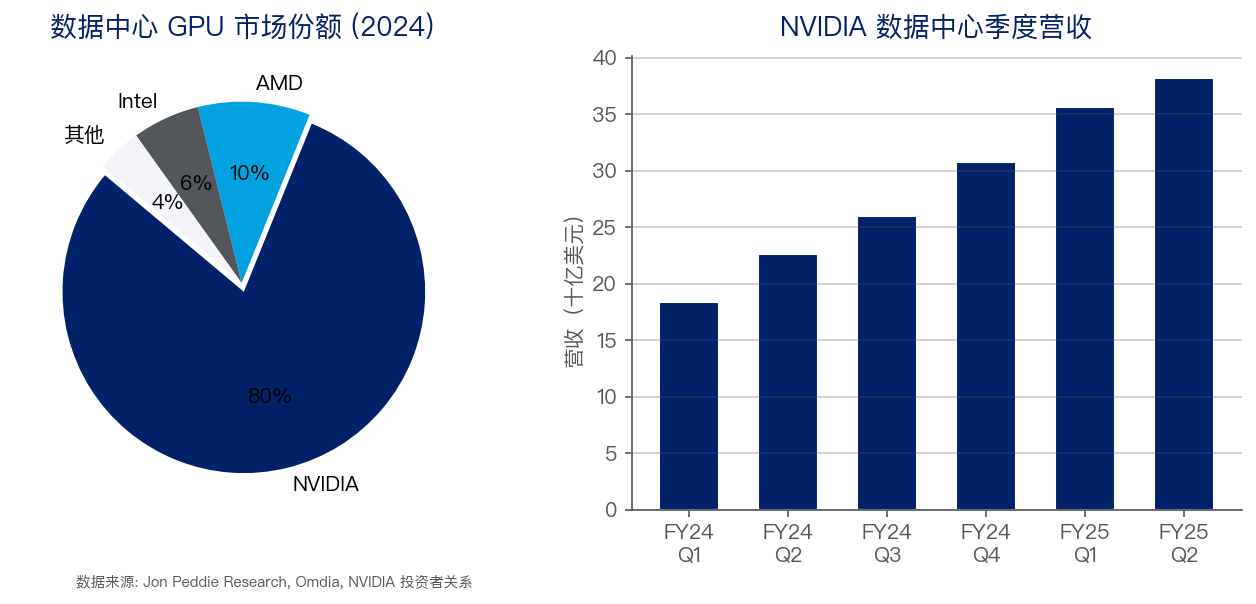 数据中心 GPU 市场份额 (2024)
AMD
Intel
其他
10%
6%
4%
80%
NVIDIA
数据来源: Jon Peddie Research, Omdia, NVIDIA 投资者关系
NVIDIA 数据中心季度营收
营收（十亿美元）
40
35
30
25
20
15
10
5
0
FY24 Q1
FY24 Q2
FY24 Q3
FY24 Q4
FY25 Q1
FY25 Q2